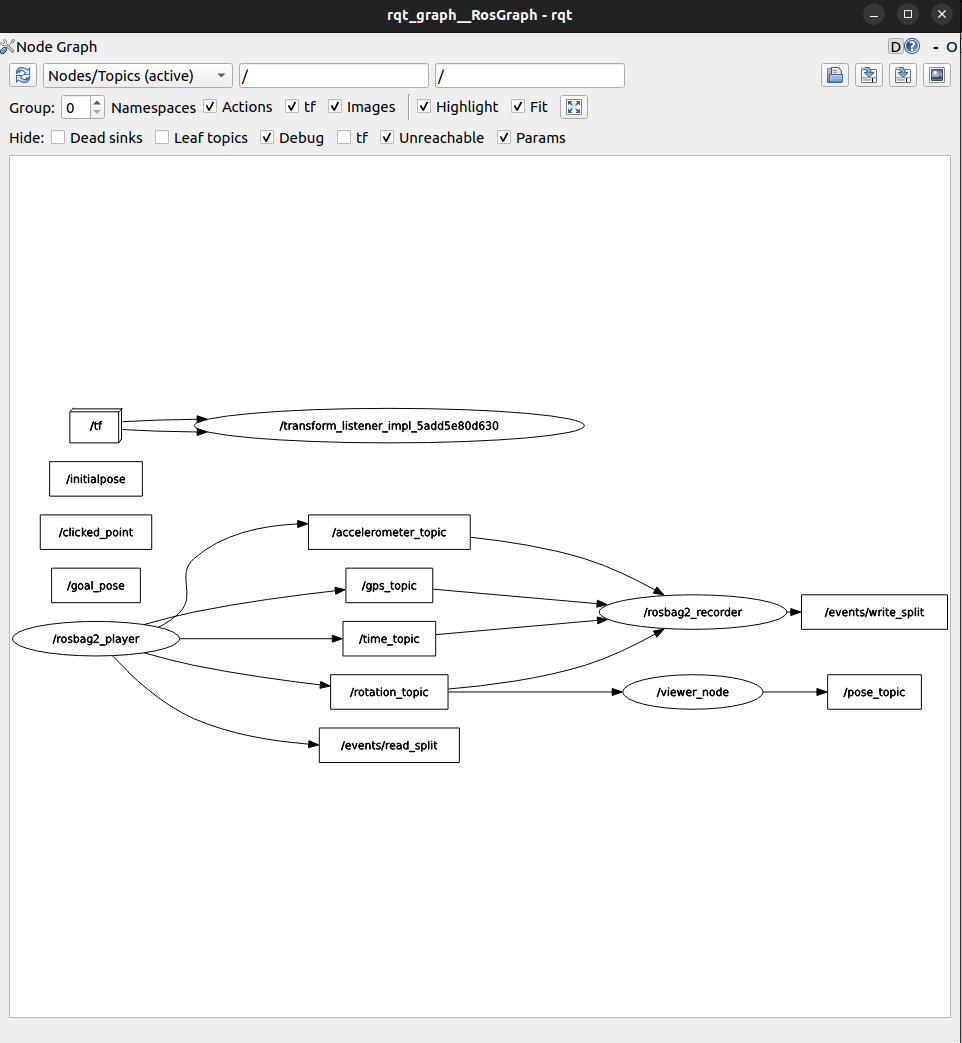 rqt_graph__RosGraph - rqt
Node Graph D ? - O
Nodes/Topics (active) / /
Group: 0 Namespaces Actions tf Images Highlight Fit
Hide: Dead sinks Leaf topics Debug tf Unreachable Params
/tf /transform_listener_impl_5add5e80d630
/initialpose
/clicked_point /accelerometer_topic
/goal_pose /gps_topic
/rosbag2_recorder /events/write_split
/rosbag2_player /time_topic
/rotation_topic /viewer_node /pose_topic
/events/read_split